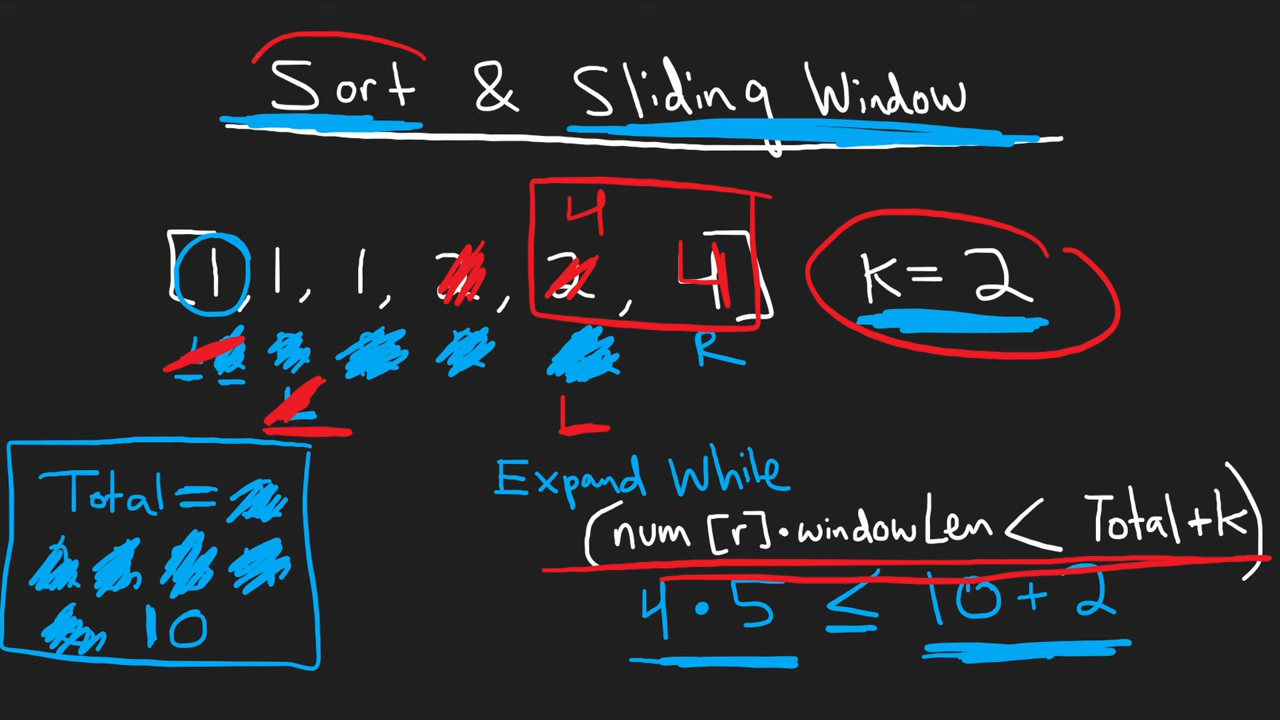 Sort & Sliding Window
4
[1, 1, 1, 2, 2, 4]
K = 2
R
L
L
Total =
10
Expand While
(num [r] · windowLen < Total + k)
4 · 5 ≤ 10 + 2